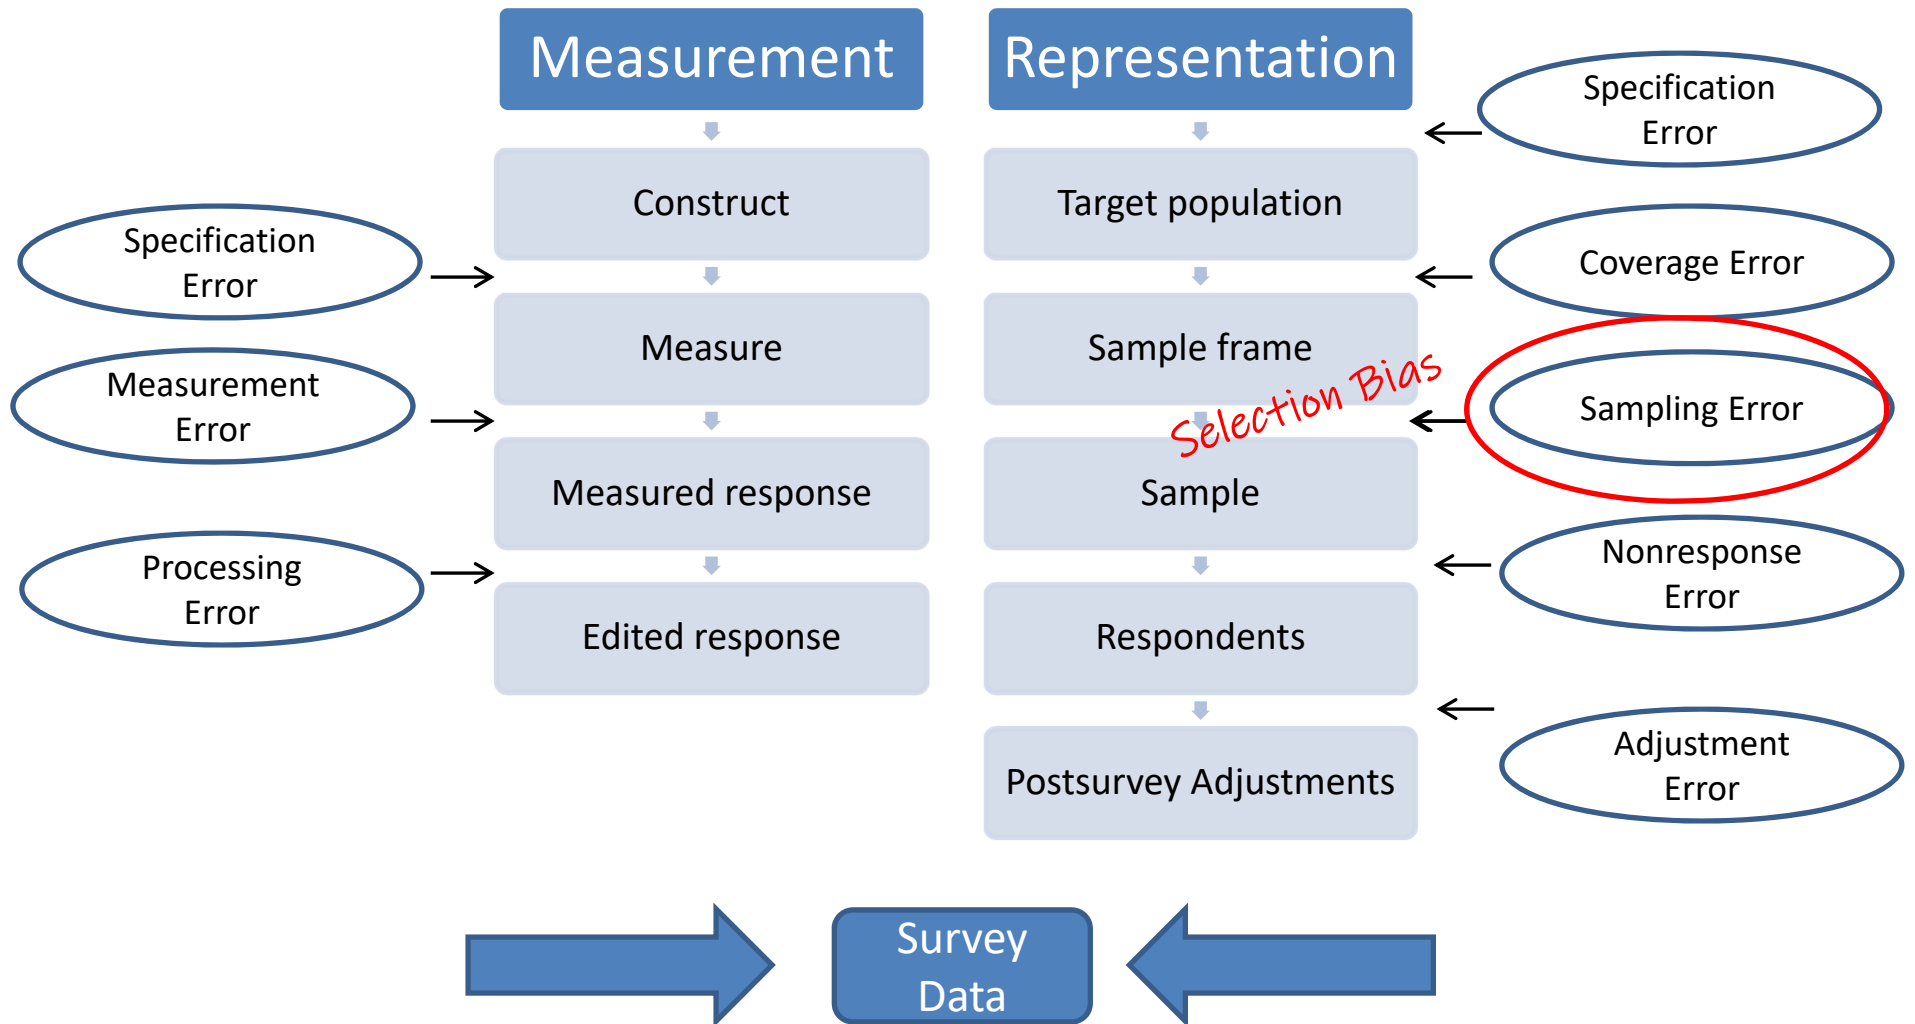 Measurement
Representation
Specification
Error
Construct
Target population
Specification
Error
Coverage Error
Measure
Sample frame
Selection Bias
Measurement
Error
Sampling Error
Measured response
Sample
Processing
Error
Nonresponse
Error
Edited response
Respondents
Adjustment
Error
Postsurvey Adjustments
Survey
Data